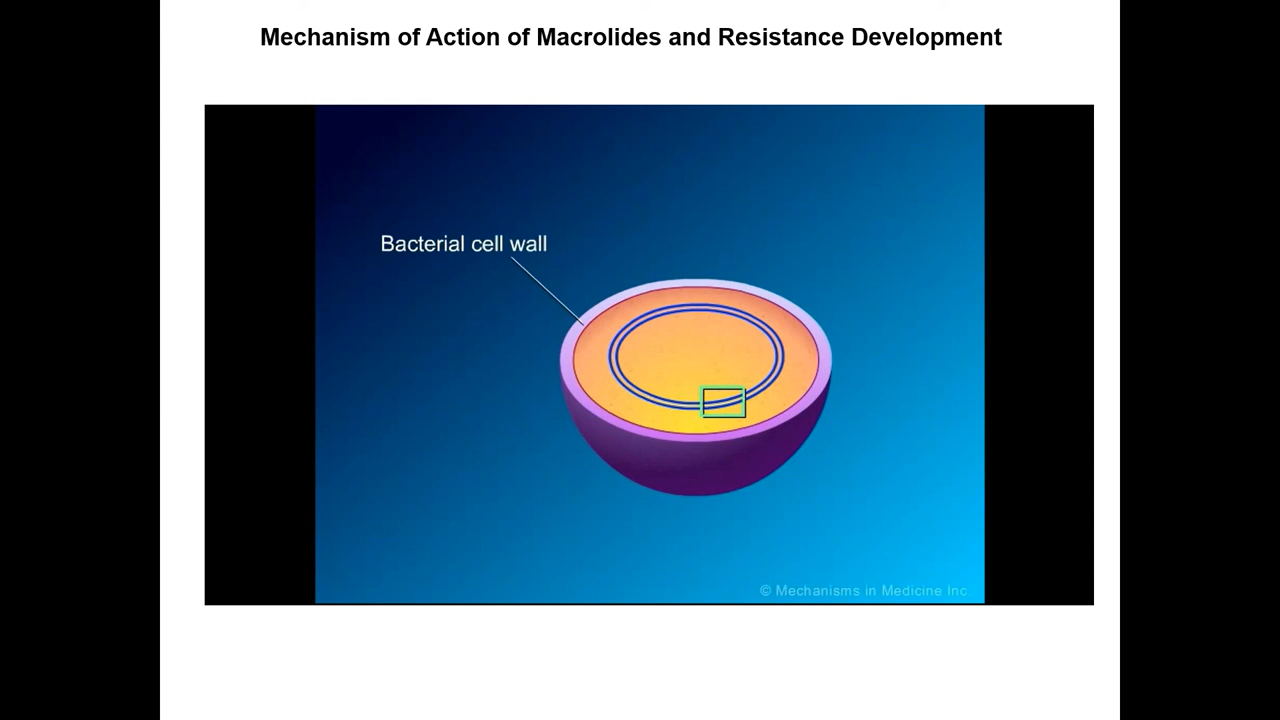 Mechanism of Action of Macrolides and Resistance Development
Bacterial cell wall
© Mechanisms in Medicine Inc.